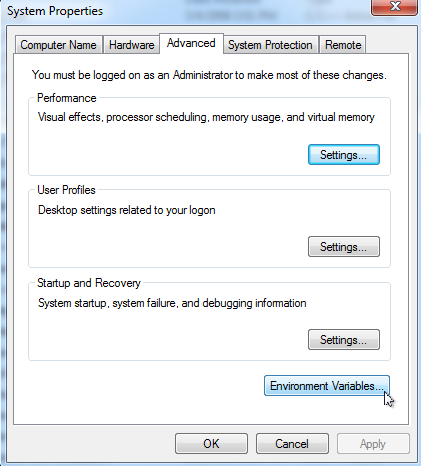 System Properties
Computer Name Hardware Advanced System Protection Remote
You must be logged on as an Administrator to make most of these changes.
Performance
Visual effects, processor scheduling, memory usage, and virtual memory
Settings...
User Profiles
Desktop settings related to your logon
Settings...
Startup and Recovery
System startup, system failure, and debugging information
Settings...
Environment Variables...
OK Cancel Apply